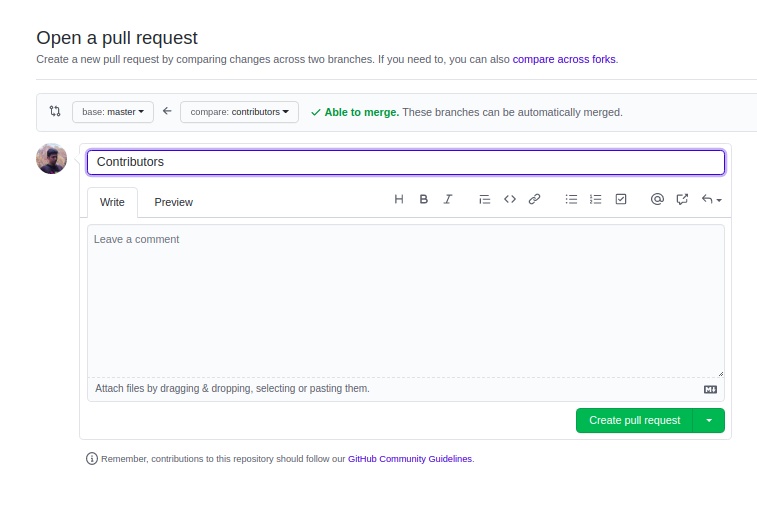 Open a pull request
Create a new pull request by comparing changes across two branches. If you need to, you can also compare across forks.
base: master
compare: contributors
Able to merge. These branches can be automatically merged.
Contributors
Write
Preview
H B I
Leave a comment
Attach files by dragging & dropping, selecting or pasting them.
Create pull request
Remember, contributions to this repository should follow our GitHub Community Guidelines.